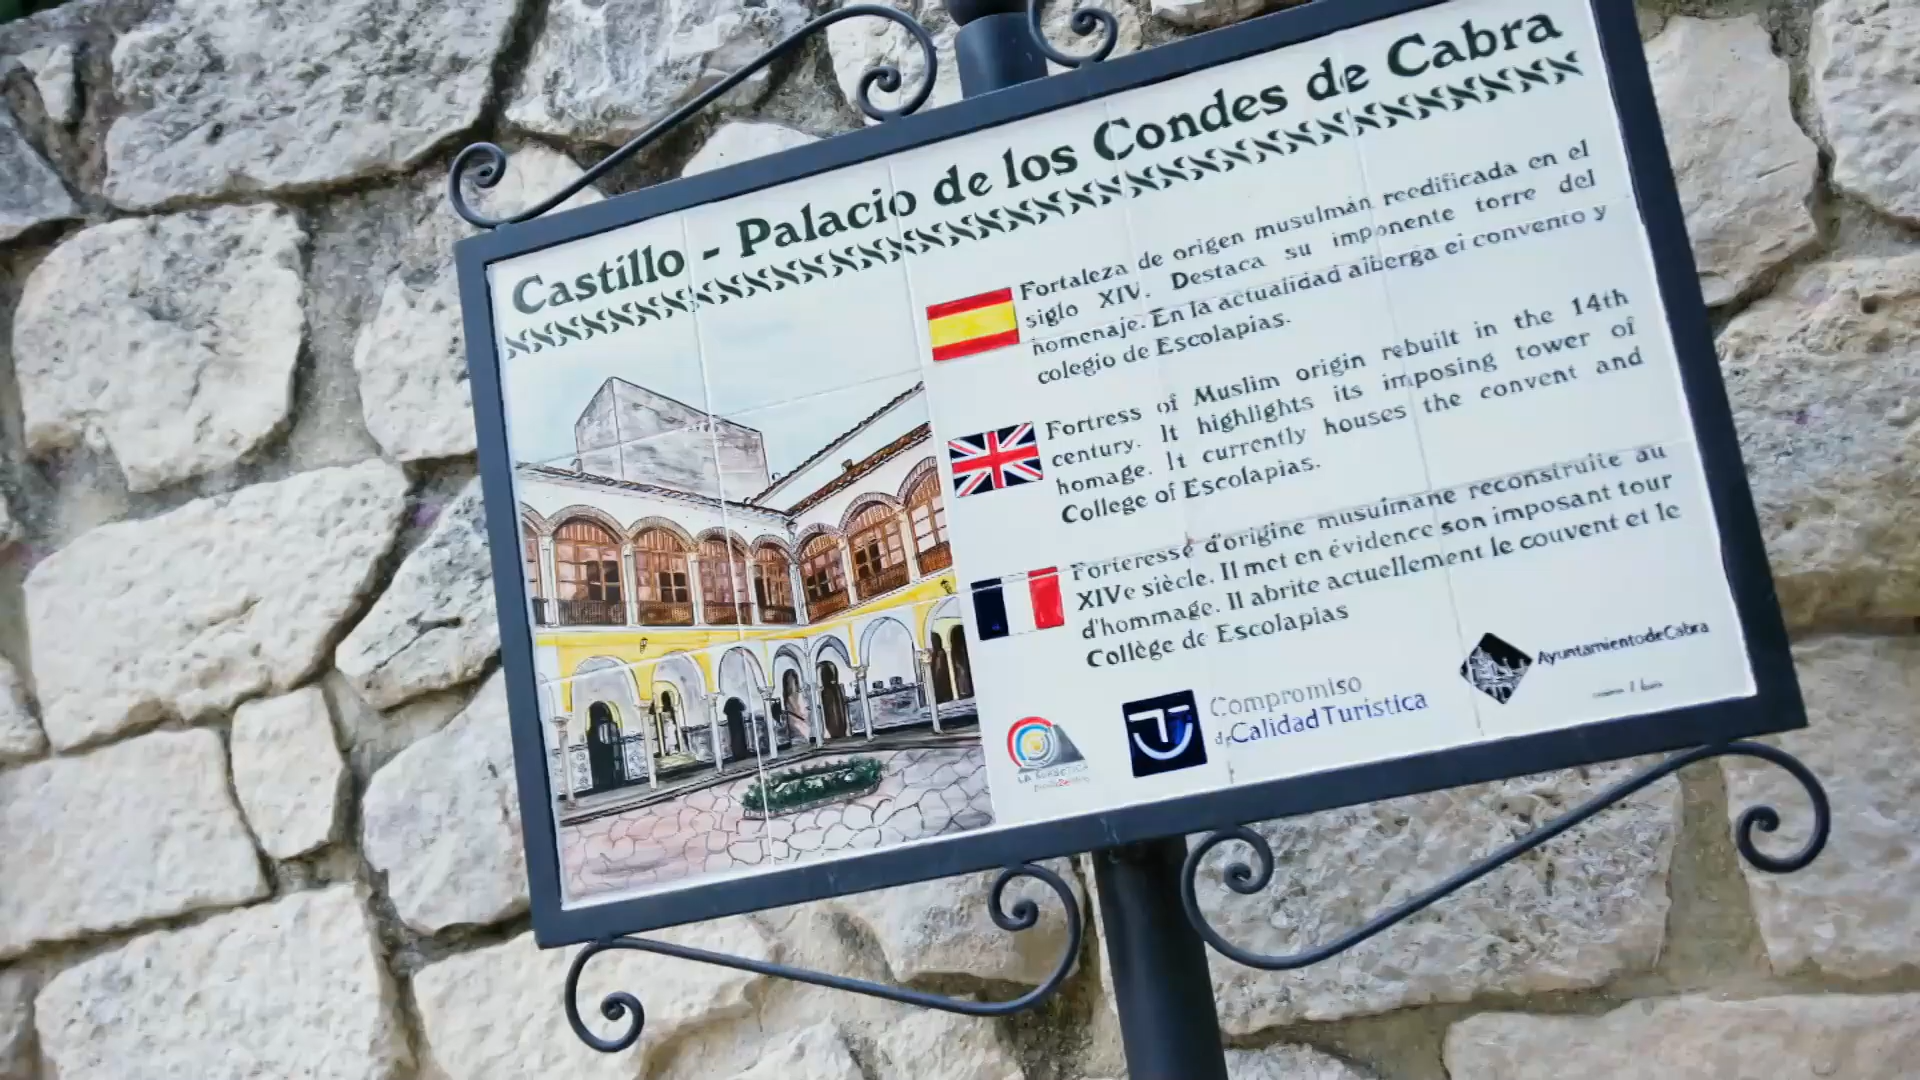 Castillo - Palacio de los Condes de Cabra
Fortaleza de origen musulmán reedificada en el
siglo XIV. Destaca su imponente torre del
homenaje. En la actualidad alberga el convento y
colegio de Escolapias.
Fortress of Muslim origin rebuilt in the 14th
century. It highlights its imposing tower of
homage. It currently houses the convent and
College of Escolapias.
Forteresse d'origine musulmane reconstruite au
XIVe siècle. Il met en évidence son imposant tour
d'hommage. Il abrite actuellement le couvent et le
Collège de Escolapias
Compromiso
de Calidad Turistica
Ayuntamiento de Cabra
LA SUBBÉTICA